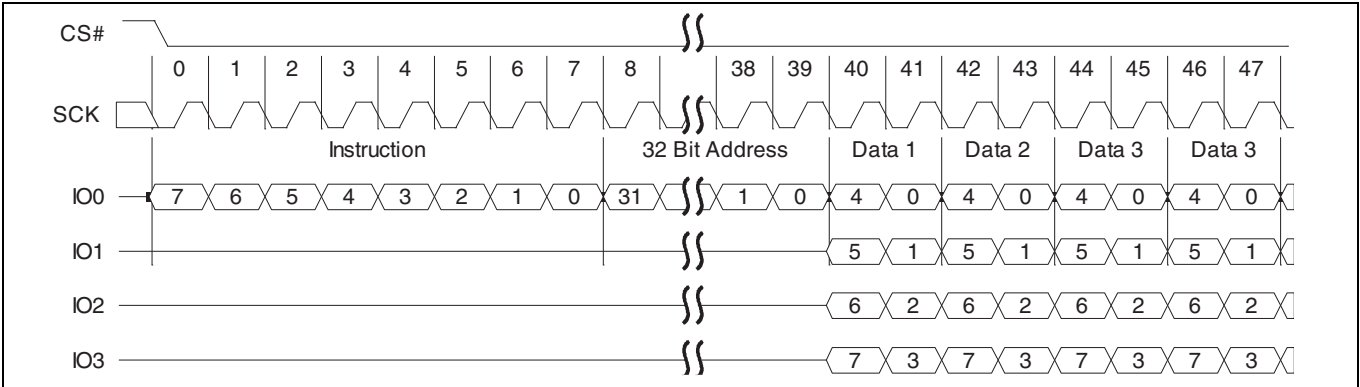 CS#
0 1 2 3 4 5 6 7 8 38 39 40 41 42 43 44 45 46 47
SCK
Instruction 32 Bit Address Data 1 Data 2 Data 3 Data 3
IO0 7 6 5 4 3 2 1 0 31 1 0 4 0 4 0 4 0 4 0
IO1 5 1 5 1 5 1 5 1
IO2 6 2 6 2 6 2 6 2
IO3 7 3 7 3 7 3 7 3